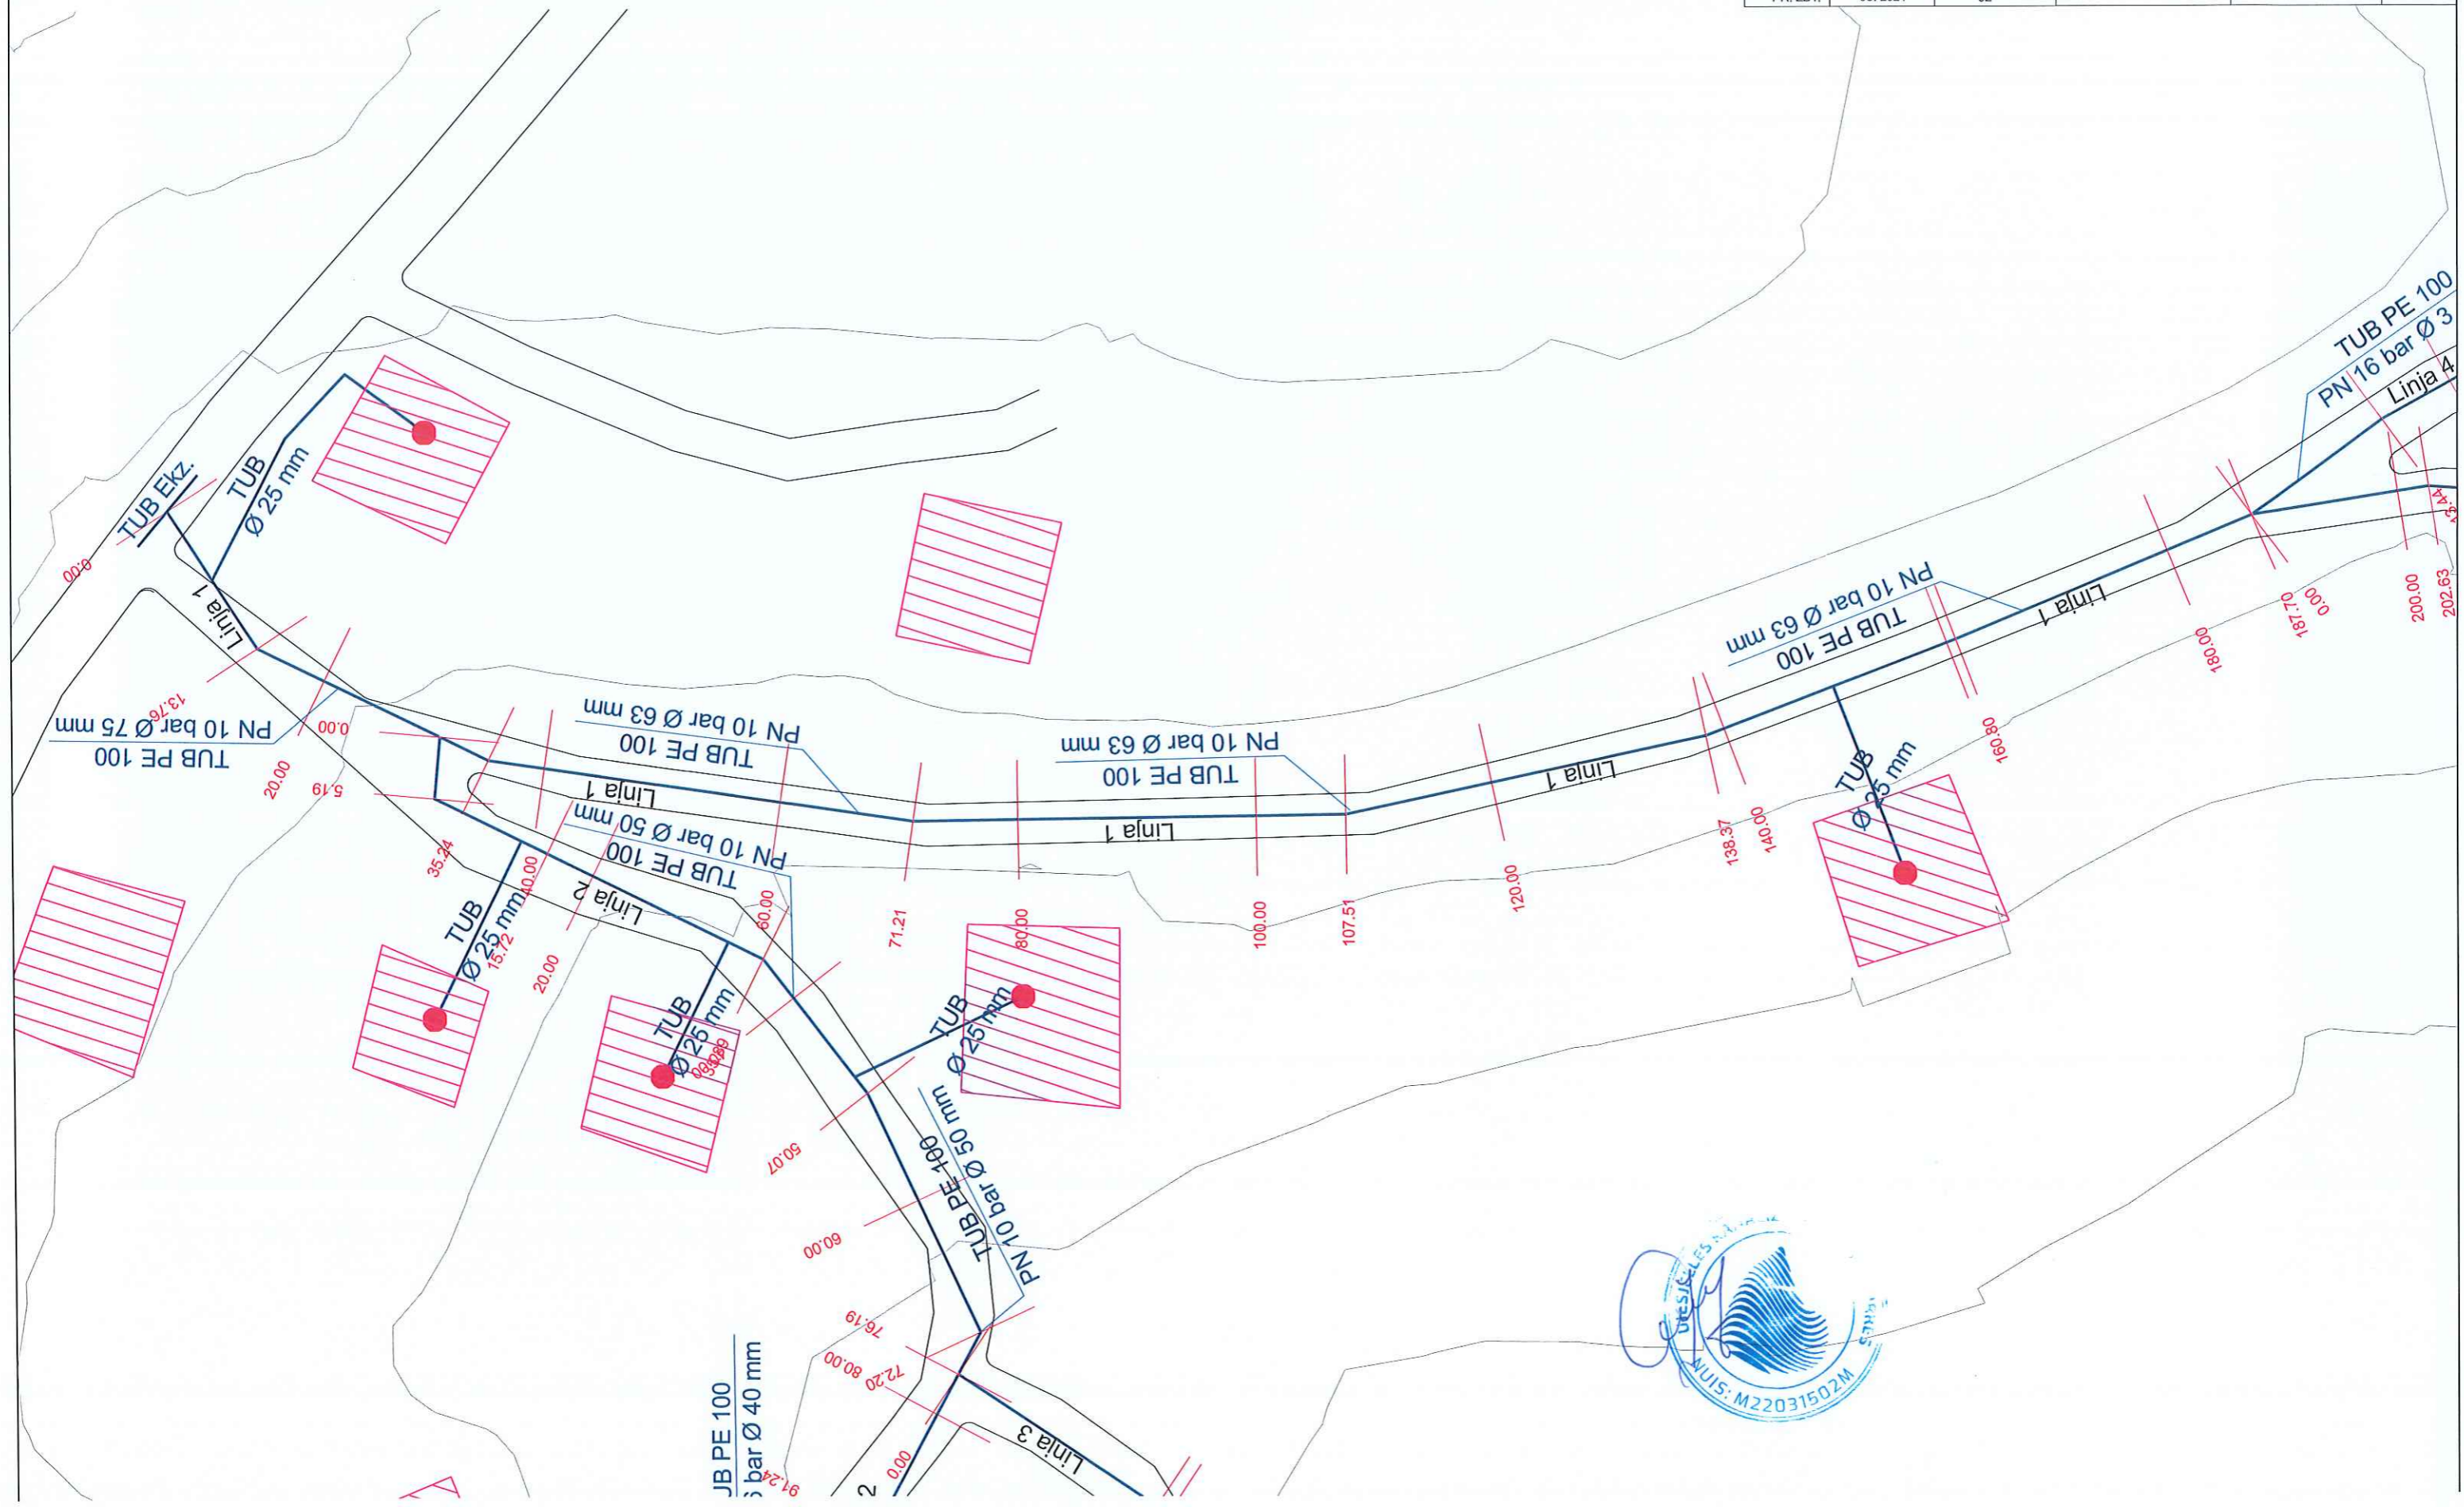 TUB PE 100
PN 16 bar Ø 3
Linja 4
TUB Ekz.
TUB
Ø 25 mm
0.00
Linja 1
13.76
PN 10 bar Ø 75 mm
TUB PE 100
20.00
0.00
5.19
PN 10 bar Ø 63 mm
TUB PE 100
Linja 1
PN 10 bar Ø 50 mm
TUB PE 100
PN 10 bar Ø 63 mm
TUB PE 100
Linja 1
Linja 1
PN 10 bar Ø 63 mm
TUB PE 100
Linja 1
35.24
40.00
60.00
71.21
80.00
100.00
107.51
120.00
138.37
140.00
160.80
180.00
187.70
0.00
200.00
202.63
13.44
TUB
Ø 25 mm
Linja 2
TUB
Ø 25 mm
15.72
20.00
TUB
Ø 25 mm
TUB
Ø 25 mm
50.07
TUB PE 100
PN 10 bar Ø 50 mm
60.00
76.19
80.00
72.20
JB PE 100
bar Ø 40 mm
91.24
0.00
2
Linja 3
NUIS: M22031502M